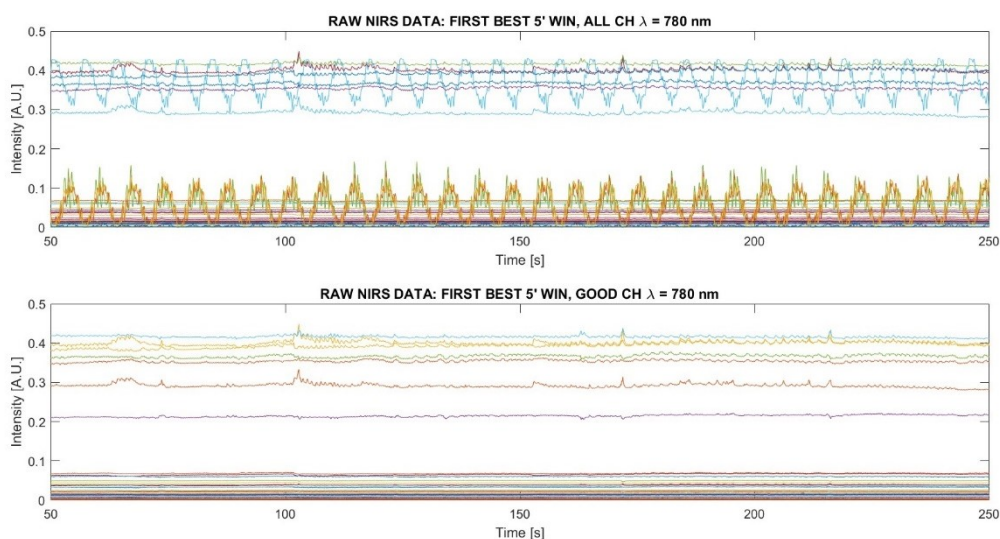 RAW NIRS DATA: FIRST BEST 5' WIN, ALL CH λ = 780 nm
0.5
0.4
0.3
0.2
0.1
0
Intensity [A.U.]
50 100 150 200 250
Time [s]
RAW NIRS DATA: FIRST BEST 5' WIN, GOOD CH λ = 780 nm
0.5
0.4
0.3
0.2
0.1
0
Intensity [A.U.]
50 100 150 200 250
Time [s]